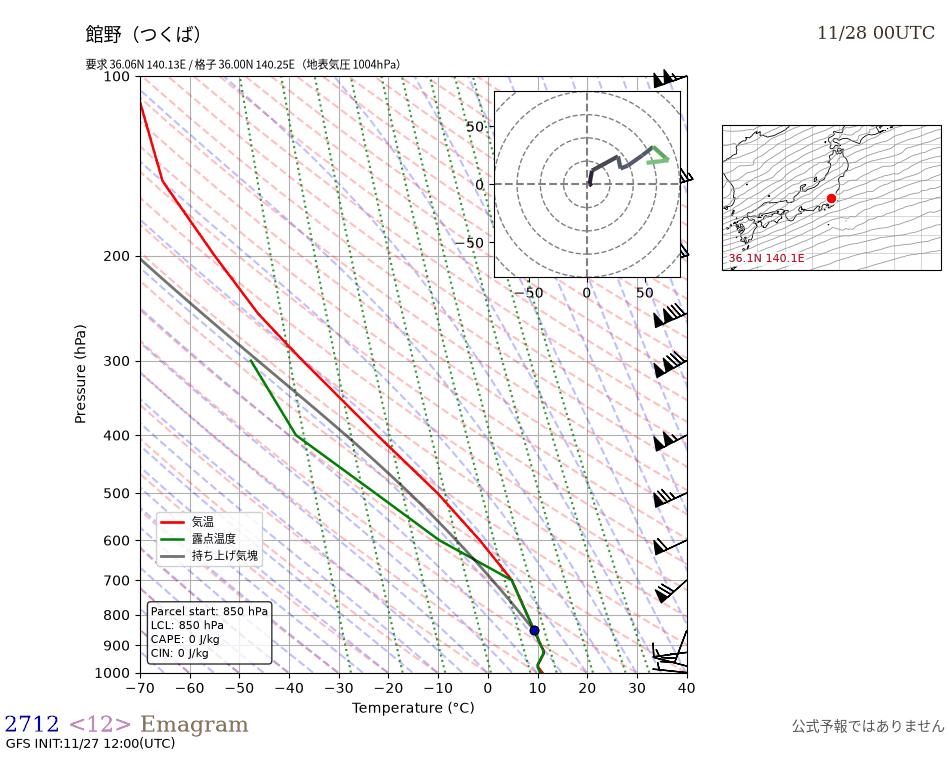 館野（つくば）
11/28 00UTC
要求 36.06N 140.13E / 格子 36.00N 140.25E（地表気圧 1004hPa）
100
200
300
400
500
600
700
800
900
1000
Pressure (hPa)
−70 −60 −50 −40 −30 −20 −10 0 10 20 30 40
Temperature (°C)
50
0
−50
−50 0 50
36.1N 140.1E
気温
露点温度
持ち上げ気塊
Parcel start: 850 hPa
LCL: 850 hPa
CAPE: 0 J/kg
CIN: 0 J/kg
2712 <12> Emagram
GFS INIT:11/27 12:00(UTC)
公式予報ではありません